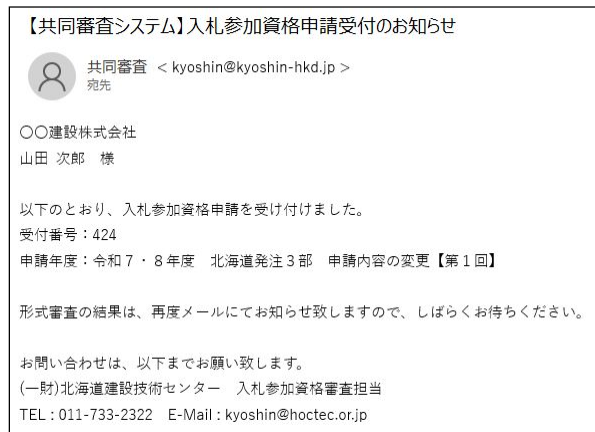 【共同審査システム】入札参加資格申請受付のお知らせ
共同審査 < kyoshin@kyoshin-hkd.jp >
宛先
〇〇建設株式会社
山田 次郎　様
以下のとおり、入札参加資格申請を受け付けました。
受付番号：424
申請年度：令和７・８年度　北海道発注３部　申請内容の変更【第１回】
形式審査の結果は、再度メールにてお知らせ致しますので、しばらくお待ちください。
お問い合わせは、以下までお願い致します。
(一財)北海道建設技術センター　入札参加資格審査担当
TEL : 011-733-2322　E-Mail : kyoshin@hoctec.or.jp